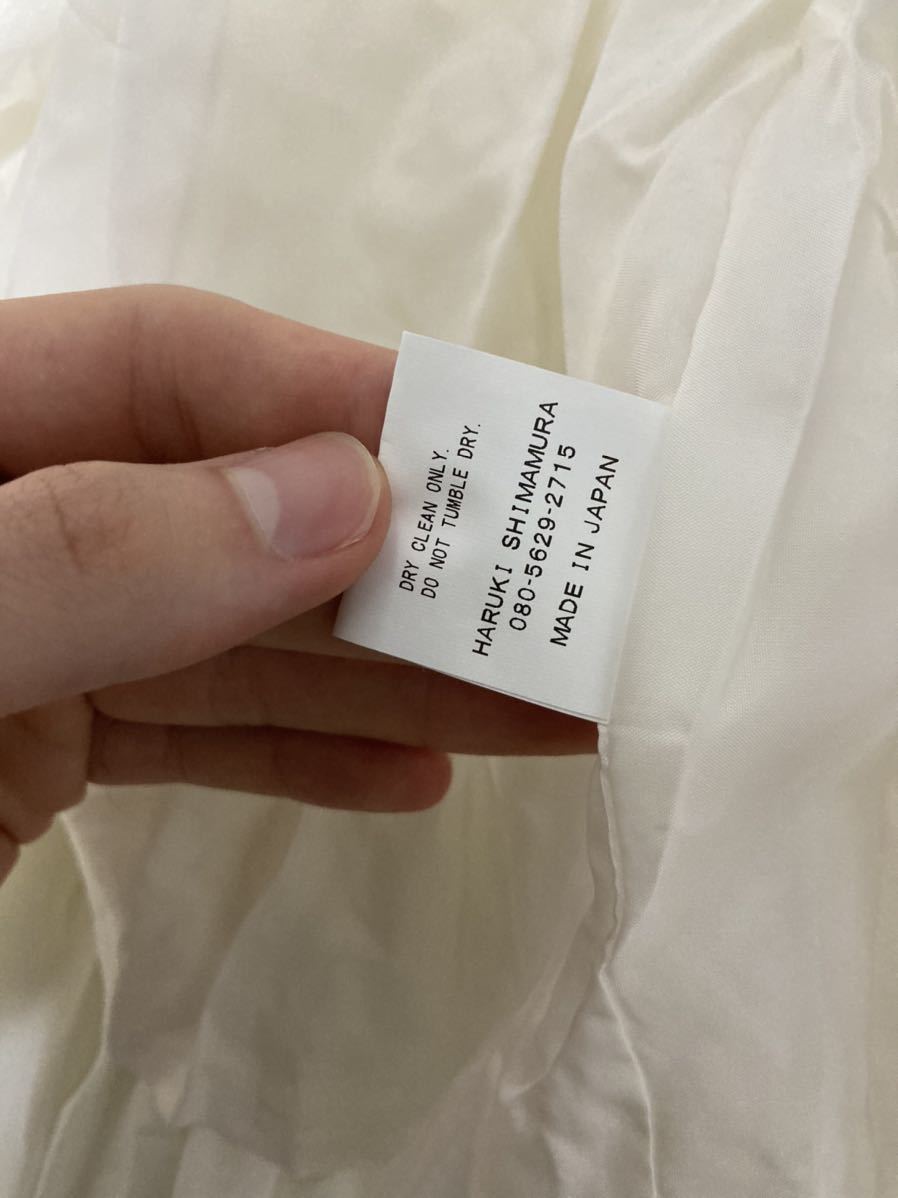 DRY CLEAN ONLY.
DO NOT TUMBLE DRY.
HARUKI SHIMAMURA
080-5629-2715
MADE IN JAPAN